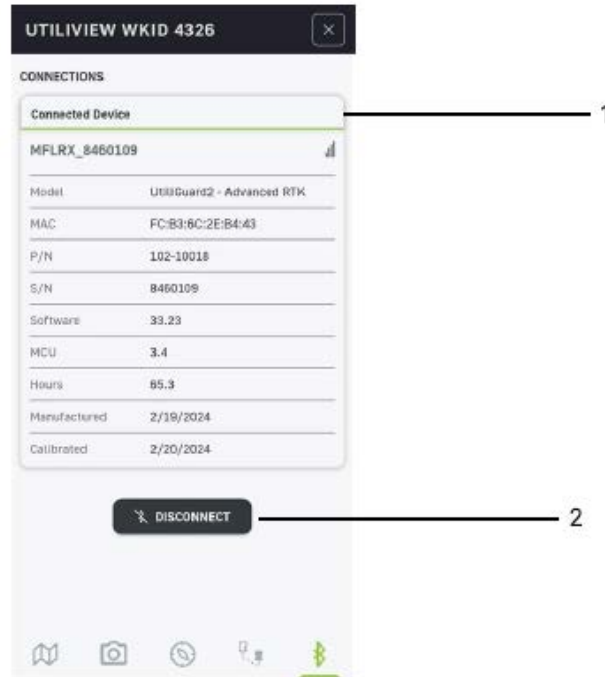 UTILIVIEW WKID 4326
CONNECTIONS
Connected Device
1
MFLRX_8460109
Model UtiliGuard2 - Advanced RTK
MAC FC:B3:6C:2E:B4:43
P/N 102-10018
S/N 8460109
Software 33.23
MCU 3.4
Hours 65.3
Manufactured 2/19/2024
Calibrated 2/20/2024
DISCONNECT
2